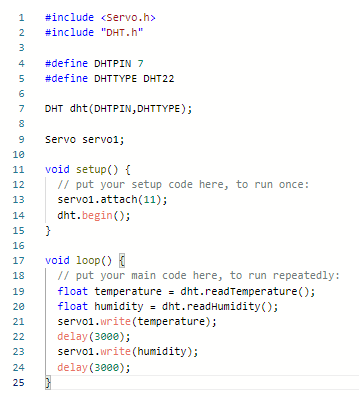 1 #include <Servo.h>
2 #include "DHT.h"
3
4 #define DHTPIN 7
5 #define DHTTYPE DHT22
6
7 DHT dht(DHTPIN,DHTTYPE);
8
9 Servo servo1;
10
11 void setup() {
12   // put your setup code here, to run once:
13   servo1.attach(11);
14   dht.begin();
15 }
16
17 void loop() {
18   // put your main code here, to run repeatedly:
19   float temperature = dht.readTemperature();
20   float humidity = dht.readHumidity();
21   servo1.write(temperature);
22   delay(3000);
23   servo1.write(humidity);
24   delay(3000);
25 }